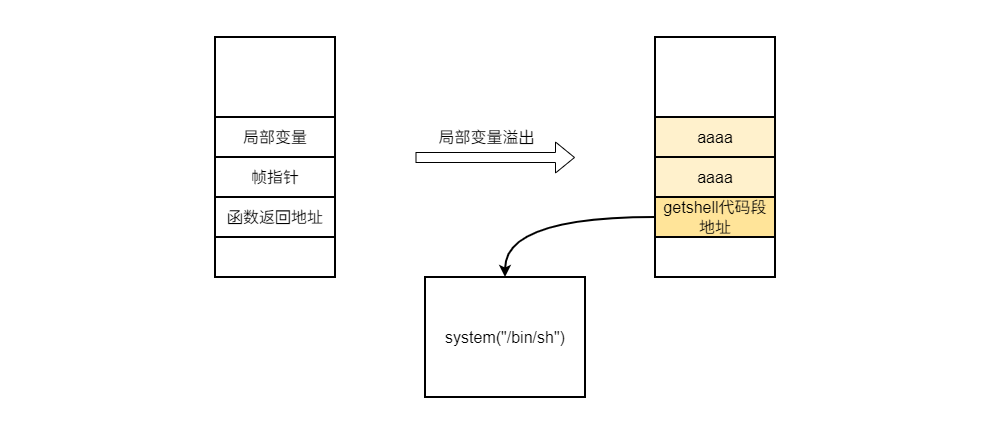 局部变量
帧指针
函数返回地址
局部变量溢出
aaaa
aaaa
getshell代码段
地址
system("/bin/sh")